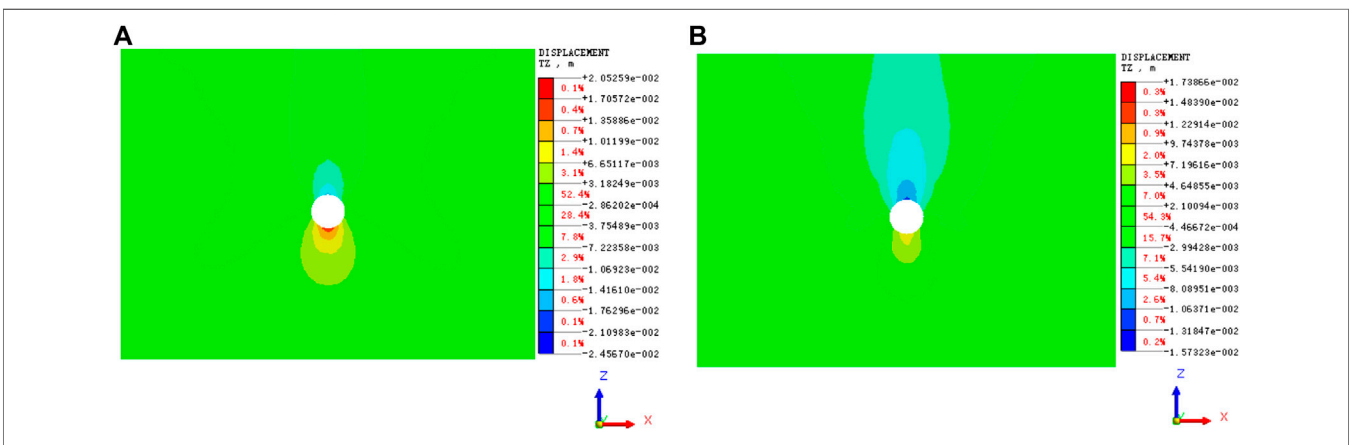 A
DISPLACEMENT
TZ , m
+2.05259e-002
0.1%
+1.70572e-002
0.4%
+1.35886e-002
0.7%
+1.01199e-002
1.4%
+6.65117e-003
3.1%
+3.18249e-003
52.4%
-2.86202e-004
28.4%
-3.75489e-003
7.8%
-7.22358e-003
2.9%
-1.06923e-002
1.8%
-1.41610e-002
0.6%
-1.76296e-002
0.1%
-2.10983e-002
0.1%
-2.45670e-002
Z
Y
X
B
DISPLACEMENT
TZ , m
+1.73866e-002
0.3%
+1.48390e-002
0.3%
+1.22914e-002
0.9%
+9.74378e-003
2.0%
+7.19616e-003
3.5%
+4.64855e-003
7.0%
+2.10094e-003
54.3%
-4.46672e-004
15.7%
-2.99428e-003
7.1%
-5.54190e-003
5.4%
-8.08951e-003
2.6%
-1.06371e-002
0.7%
-1.31847e-002
0.2%
-1.57323e-002
Z
Y
X